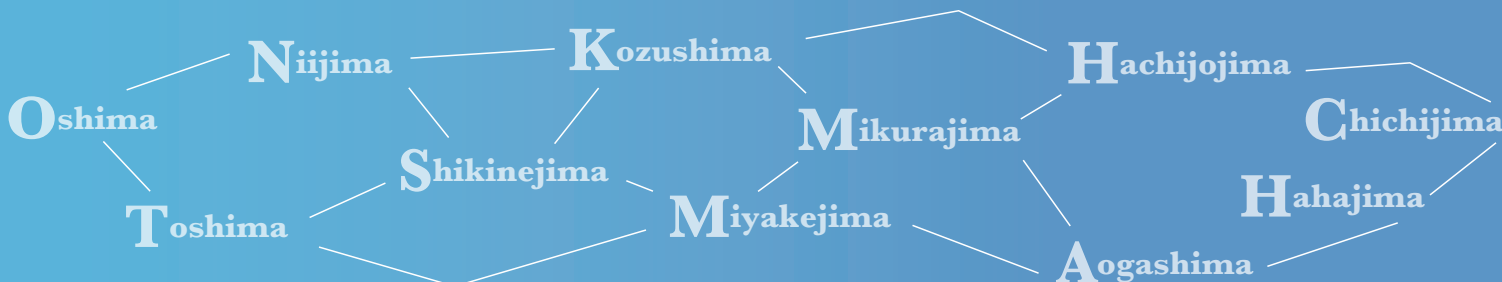 Oshima
Niijima
Toshima
Kozushima
Shikinejima
Miyakejima
Mikurajima
Hachijojima
Aogashima
Chichijima
Hahajima